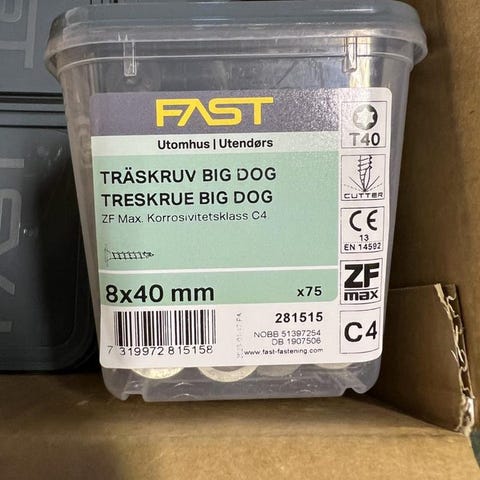 FAST
Utomhus | Utendørs
TRÄSKRUV BIG DOG
TRESKRUE BIG DOG
ZF Max. Korrosivitetsklass C4
8x40 mm
x75
7 319972 815158
281515
NOBB 51397254
DB 1907506
www.fast-fastening.com
T40
CUTTER
CE
13
EN 14592
ZF
max
C4
FAST